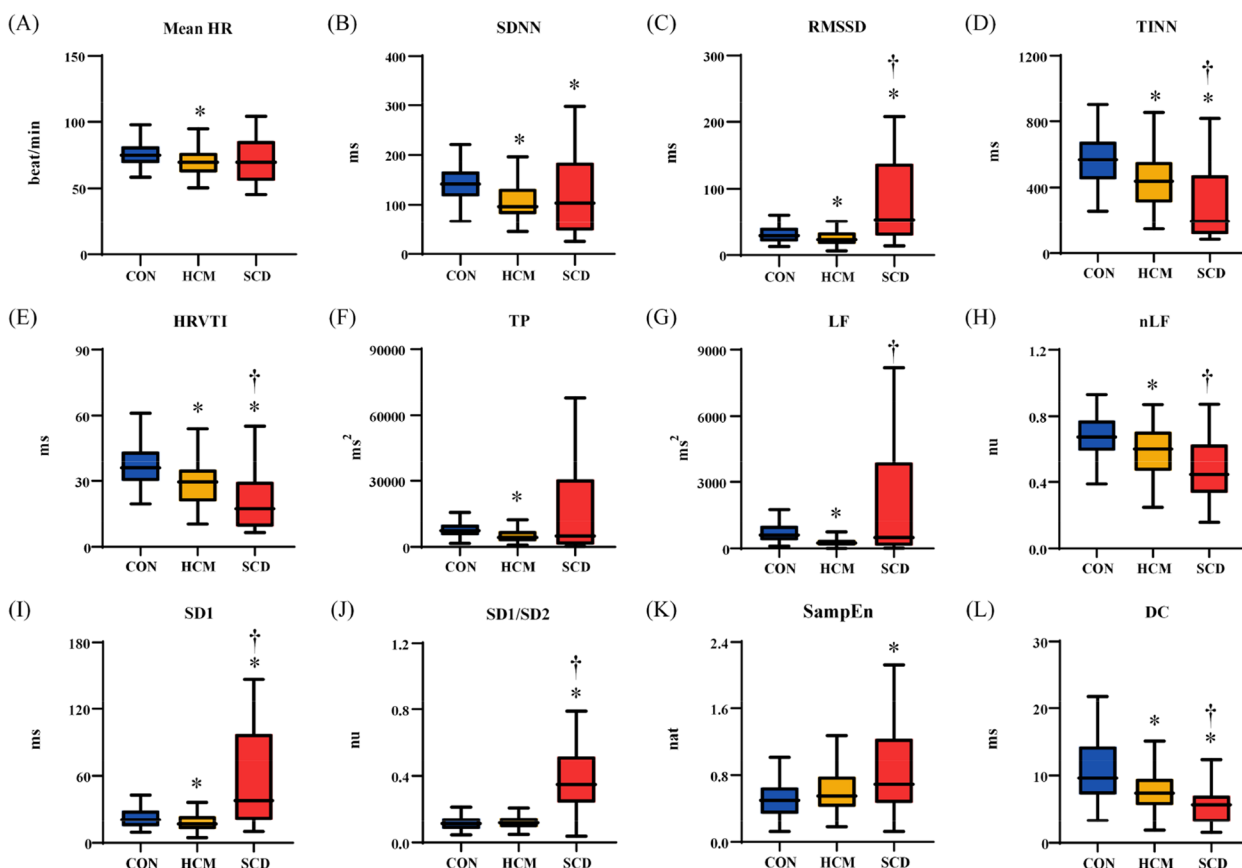 (A) Mean HR
150
100
50
0
beat/min
*
CON HCM SCD
(B) SDNN
400
300
200
100
0
ms
* *
CON HCM SCD
(C) RMSSD
300
200
100
0
ms
†
* *
CON HCM SCD
(D) TINN
1200
800
400
0
ms
†
* *
CON HCM SCD
(E) HRVTI
90
60
30
0
ms
†
* *
CON HCM SCD
(F) TP
90000
60000
30000
0
ms²
*
CON HCM SCD
(G) LF
9000
6000
3000
0
ms²
†
*
CON HCM SCD
(H) nLF
1.2
0.8
0.4
0.0
nu
* †
CON HCM SCD
(I) SD1
180
120
60
0
ms
†
* *
CON HCM SCD
(J) SD1/SD2
1.2
0.8
0.4
0.0
nu
†
*
CON HCM SCD
(K) SampEn
2.4
1.6
0.8
0.0
nat
*
CON HCM SCD
(L) DC
30
20
10
0
ms
†
* *
CON HCM SCD